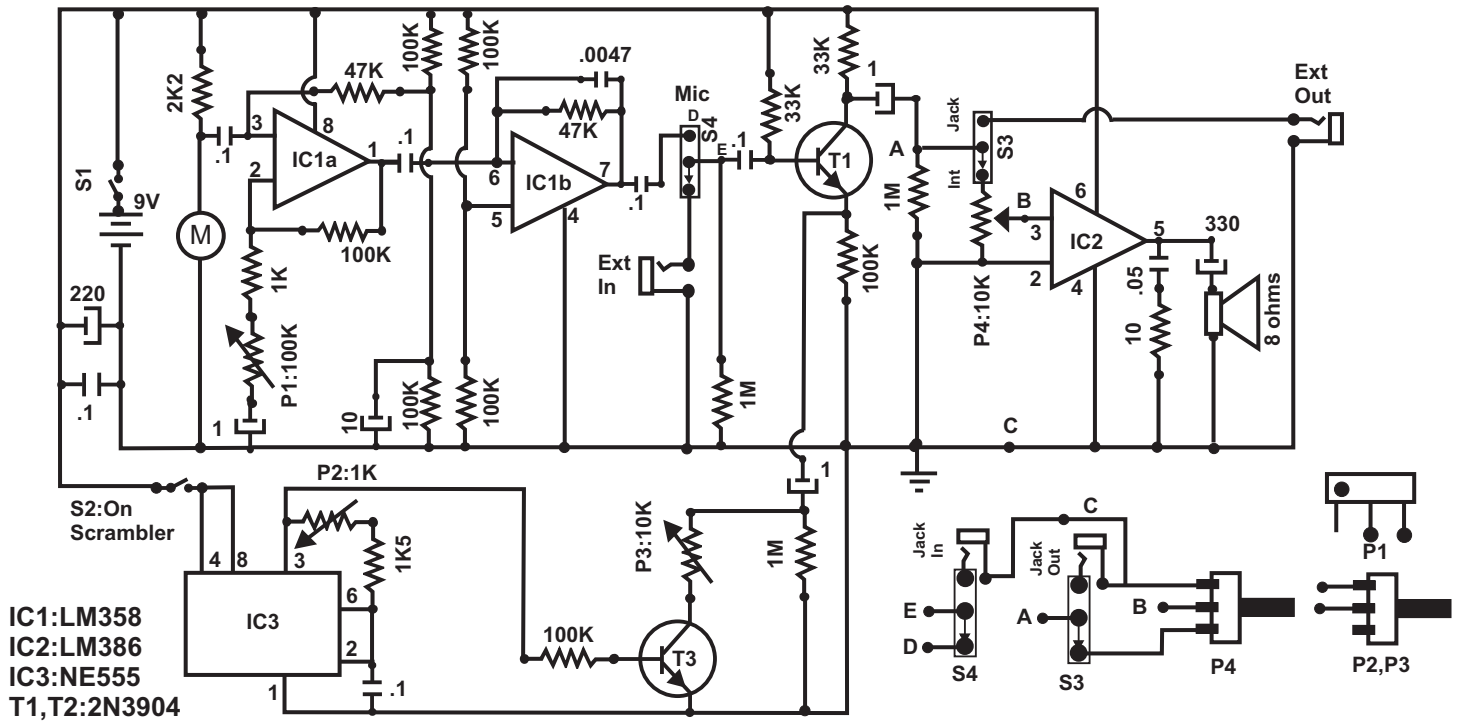 100K
100K
.0047
33K
1
Ext
Out
2K2
47K
Mic
D
33K
Jack
3
8
.1
IC1a
1
.1
47K
S4
E
.1
T1
A
S3
2
6
IC1b
7
Int
6
S1
9V
5
4
.1
1M
B
3
IC2
5
330
M
100K
Ext
In
100K
2
4
.05
1K
220
P4:10K
10
8 ohms
P1:100K
.1
1
10
100K
100K
1M
C
P2:1K
1
S2:On
Scrambler
P3:10K
1M
C
Jack
In
Jack
Out
P1
4
8
3
1K5
IC1:LM358
IC2:LM386
IC3:NE555
T1,T2:2N3904
IC3
6
2
1
.1
100K
T3
E
D
S4
A
S3
B
P4
P2,P3